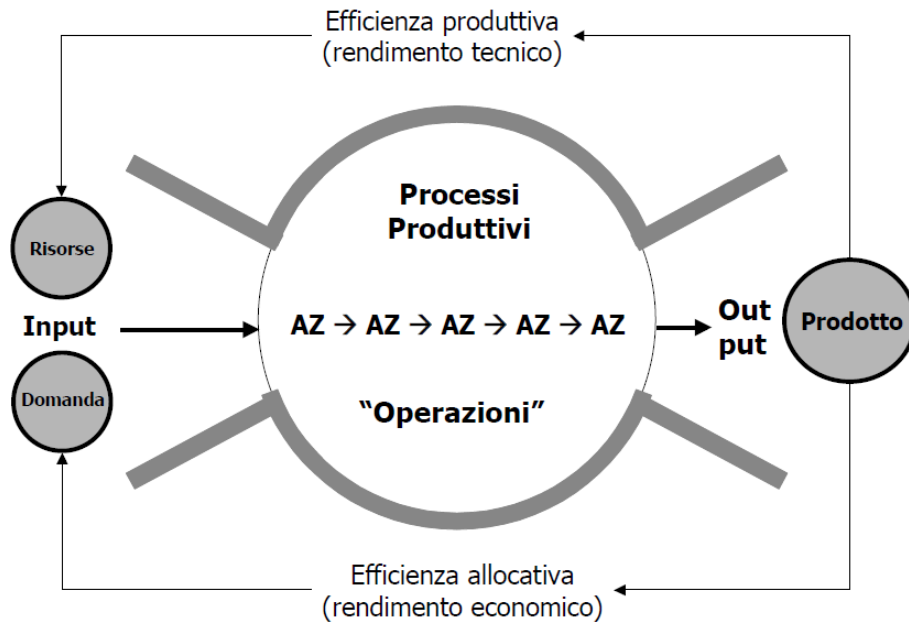 Efficienza produttiva
(rendimento tecnico)
Processi
Produttivi
Risorse
Input
AZ → AZ → AZ → AZ → AZ
Out
put
Prodotto
Domanda
“Operazioni”
Efficienza allocativa
(rendimento economico)